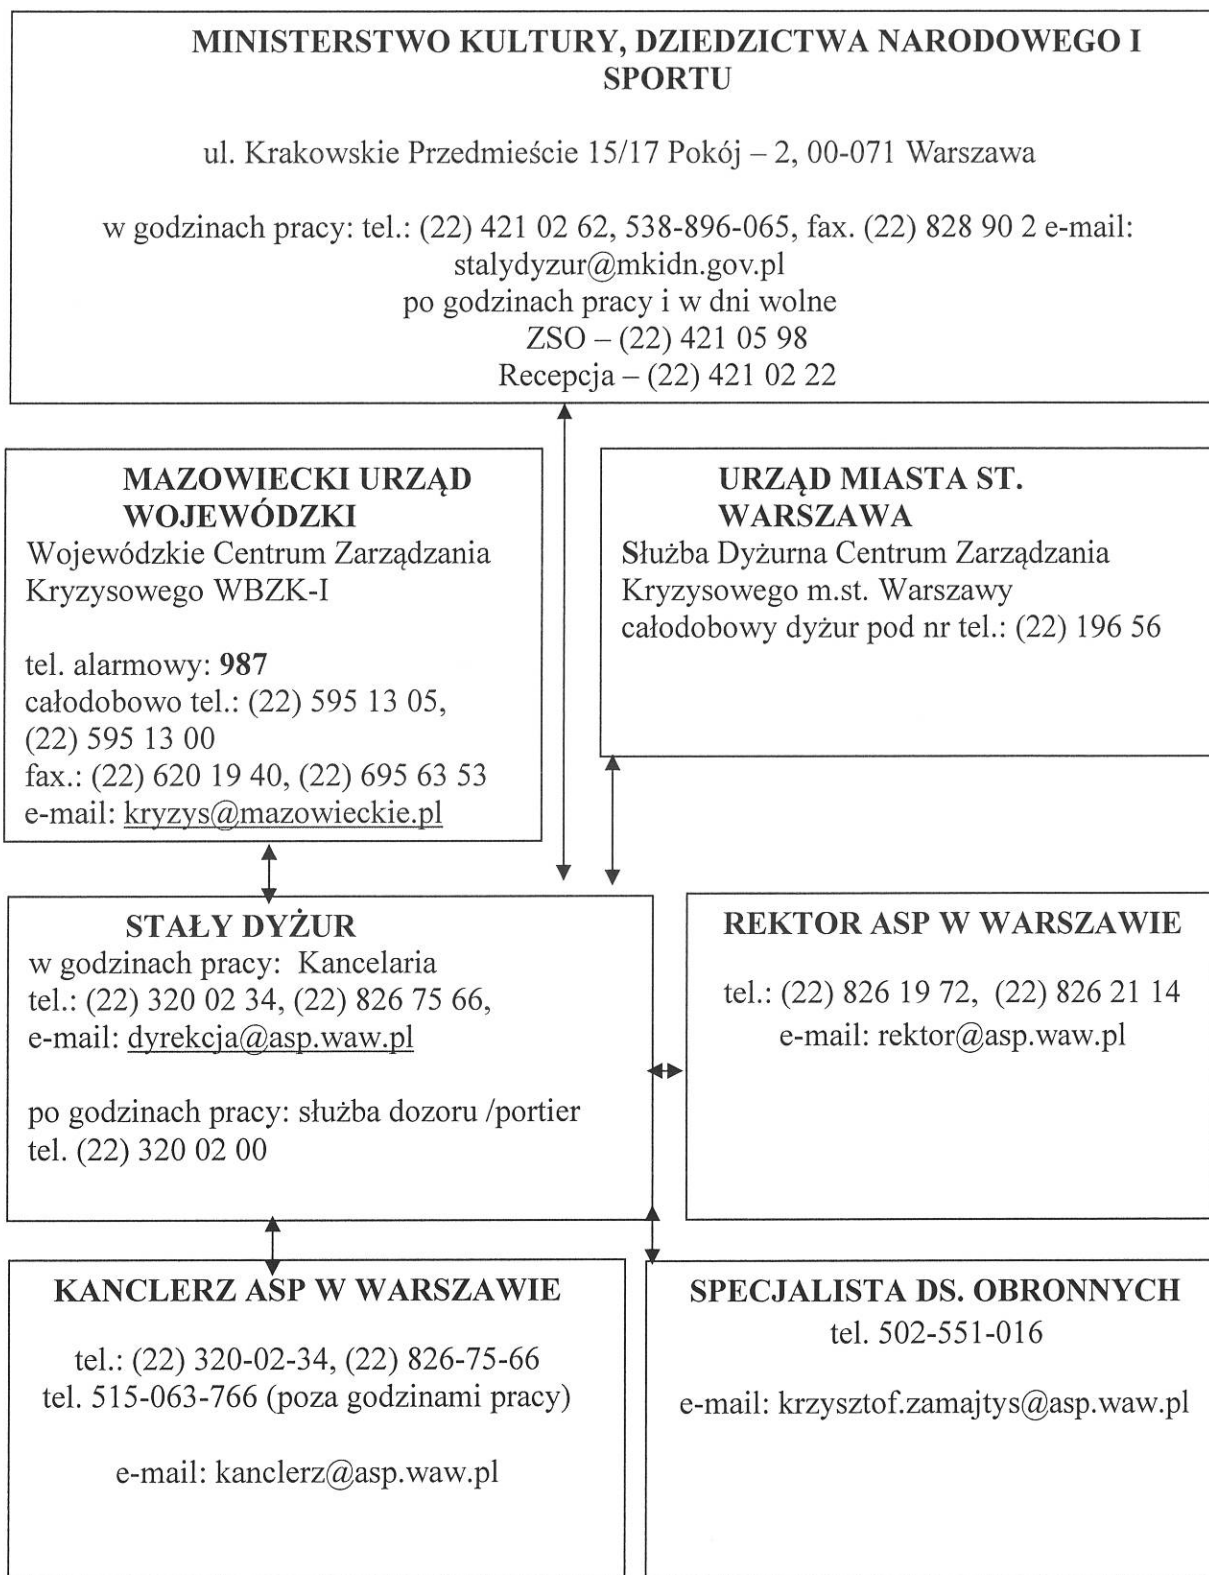 MINISTERSTWO KULTURY, DZIEDZICTWA NARODOWEGO I
SPORTU
ul. Krakowskie Przedmieście 15/17 Pokój – 2, 00-071 Warszawa
w godzinach pracy: tel.: (22) 421 02 62, 538-896-065, fax. (22) 828 90 2 e-mail:
stalydyzur@mkidn.gov.pl
po godzinach pracy i w dni wolne
ZSO – (22) 421 05 98
Recepcja – (22) 421 02 22
MAZOWIECKI URZĄD
WOJEWÓDZKI
Wojewódzkie Centrum Zarządzania
Kryzysowego WBZK-I
tel. alarmowy: 987
całodobowo tel.: (22) 595 13 05,
(22) 595 13 00
fax.: (22) 620 19 40, (22) 695 63 53
e-mail: kryzys@mazowieckie.pl
URZĄD MIASTA ST.
WARSZAWA
Służba Dyżurna Centrum Zarządzania
Kryzysowego m.st. Warszawy
całodobowy dyżur pod nr tel.: (22) 196 56
STAŁY DYŻUR
w godzinach pracy: Kancelaria
tel.: (22) 320 02 34, (22) 826 75 66,
e-mail: dyrekcja@asp.waw.pl
po godzinach pracy: służba dozoru /portier
tel. (22) 320 02 00
REKTOR ASP W WARSZAWIE
tel.: (22) 826 19 72, (22) 826 21 14
e-mail: rektor@asp.waw.pl
KANCLERZ ASP W WARSZAWIE
tel.: (22) 320-02-34, (22) 826-75-66
tel. 515-063-766 (poza godzinami pracy)
e-mail: kanclerz@asp.waw.pl
SPECJALISTA DS. OBRONNYCH
tel. 502-551-016
e-mail: krzysztof.zamajtys@asp.waw.pl